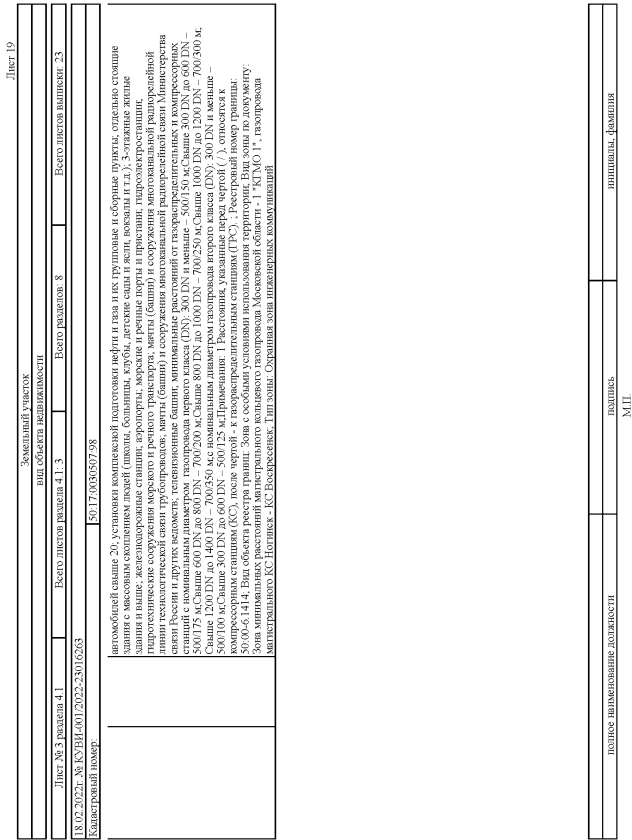 Лист 19
Земельный участок
вид объекта недвижимости
Лист № 3 раздела 4.1 Всего листов раздела 4.1: 3 Всего разделов: 8 Всего листов выписки: 23
18.02.2022г. № КУВИ-001/2022-23016263
Кадастровый номер: 50:17:0030507:98
автомобилей свыше 20; установки комплексной подготовки нефти и газа и их групповые и сборные пункты; отдельно стоящие
здания с массовым скоплением людей (школы, больницы, клубы, детские сады и ясли, вокзалы и т.д.); 3-этажные жилые
здания и выше; железнодорожные станции; аэропорты; морские и речные порты и пристани; гидроэлектростанции;
гидротехнические сооружения морского и речного транспорта; мачты (башни) и сооружения многоканальной радиорелейной
линии технологической связи трубопроводов; мачты (башни) и сооружения многоканальной радиорелейной связи Министерства
связи России и других ведомств; телевизионные башни; минимальные расстояний от газораспределительных и компрессорных
станций с номинальным диаметром газопровода первого класса (DN): 300 DN и меньше – 500/150 м;Свыше 300 DN до 600 DN –
500/175 м;Свыше 600 DN до 800 DN – 700/200 м;Свыше 800 DN до 1000 DN – 700/250 м;Свыше 1000 DN до 1200 DN – 700/300 м;
Свыше 1200 DN до 1400 DN – 700/350 м;с номинальным диаметром газопровода второго класса (DN): 300 DN и меньше –
500/100 м;Свыше 300 DN до 600 DN – 500/125 м;Примечания: 1 Расстояния, указанные перед чертой ( / ), относятся к
компрессорным станциям (КС), после чертой - к газораспределительным станциям (ГРС). ; Реестровый номер границы:
50:00-6.1414; Вид объекта реестра границ: Зона с особыми условиями использования территории; Вид зоны по документу:
Зона минимальных расстояний магистрального кольцевого газопровода Московской области - 1 "КГМО 1", газопровода
магистрального КС Ногинск - КС Воскресенск; Тип зоны: Охранная зона инженерных коммуникаций
полное наименование должности подпись инициалы, фамилия
М.П.